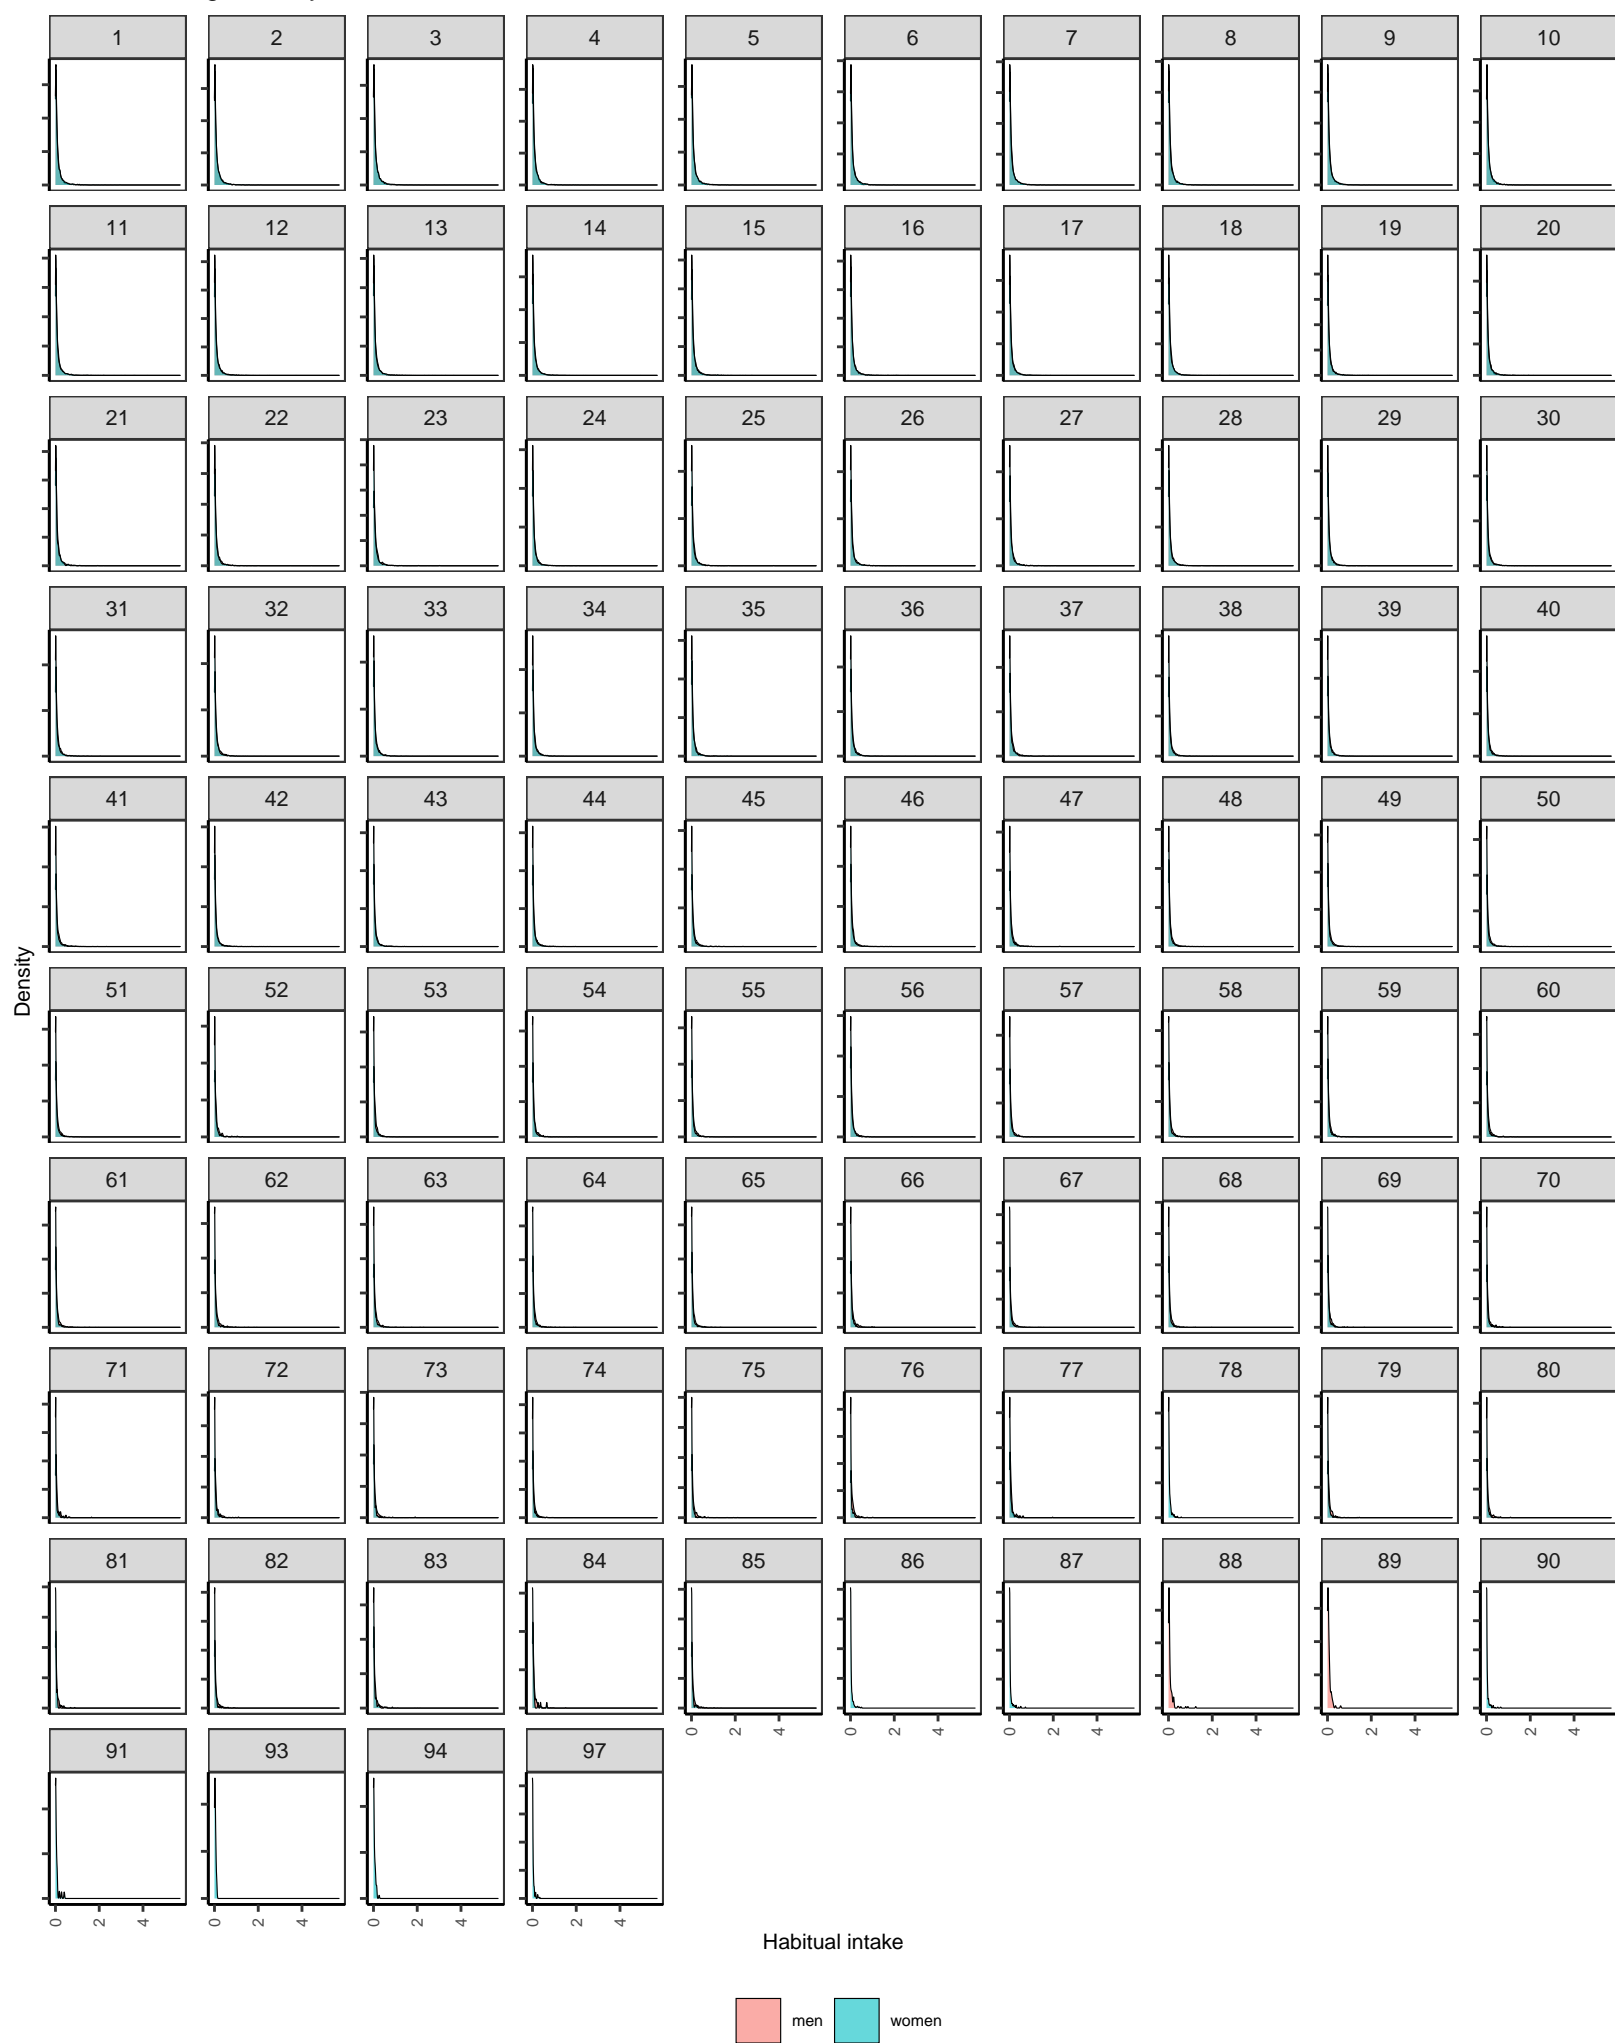 1 2 3 4 5 6 7 8 9 10
11 12 13 14 15 16 17 18 19 20
21 22 23 24 25 26 27 28 29 30
31 32 33 34 35 36 37 38 39 40
41 42 43 44 45 46 47 48 49 50
Density
51 52 53 54 55 56 57 58 59 60
61 62 63 64 65 66 67 68 69 70
71 72 73 74 75 76 77 78 79 80
81 82 83 84 85 86 87 88 89 90
0 2 4 0 2 4 0 2 4 0 2 4 0 2 4 0 2 4
91 93 94 97
0 2 4 0 2 4 0 2 4 0 2 4
Habitual intake
men women